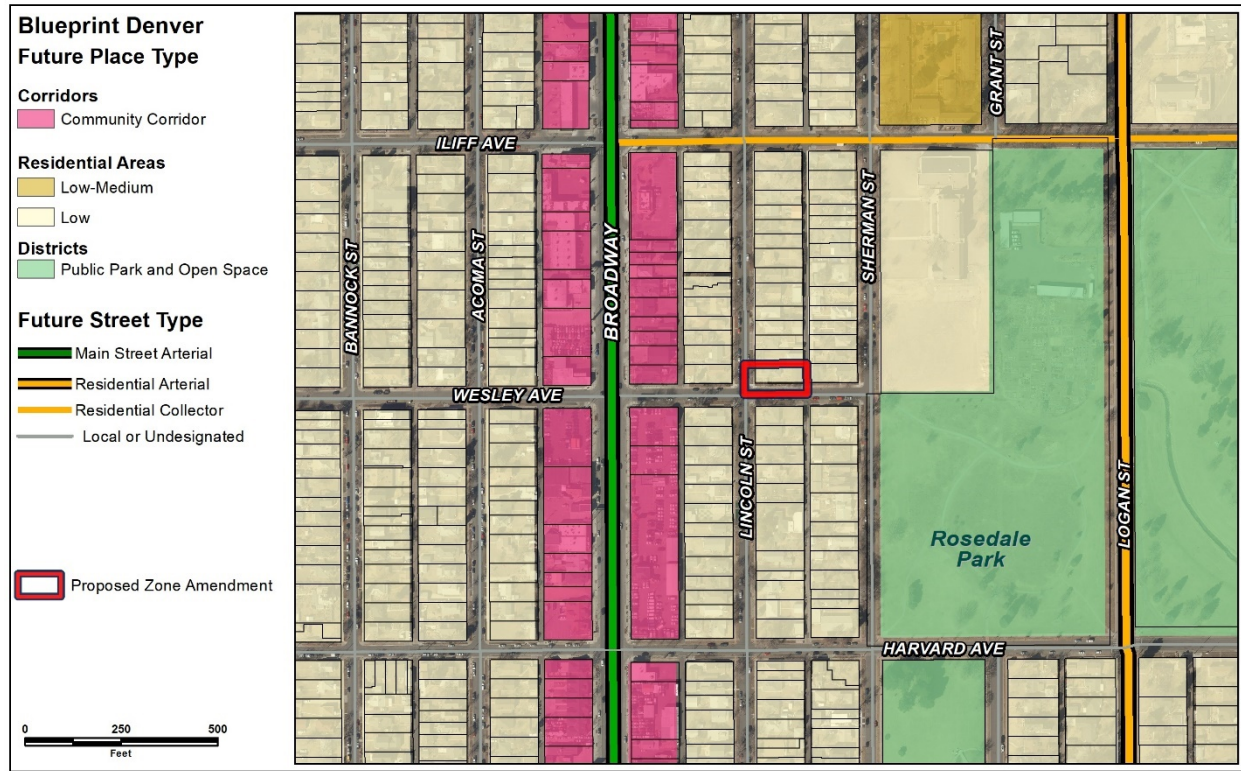 Blueprint Denver
Future Place Type
Corridors
Community Corridor
Residential Areas
Low-Medium
Low
Districts
Public Park and Open Space
Future Street Type
Main Street Arterial
Residential Arterial
Residential Collector
Local or Undesignated
Proposed Zone Amendment
0 250 500
Feet
GRANT ST
ILIFF AVE
BANNOCK ST
ACOMA ST
BROADWAY
SHERMAN ST
WESLEY AVE
LINCOLN ST
LOGAN ST
Rosedale
Park
HARVARD AVE